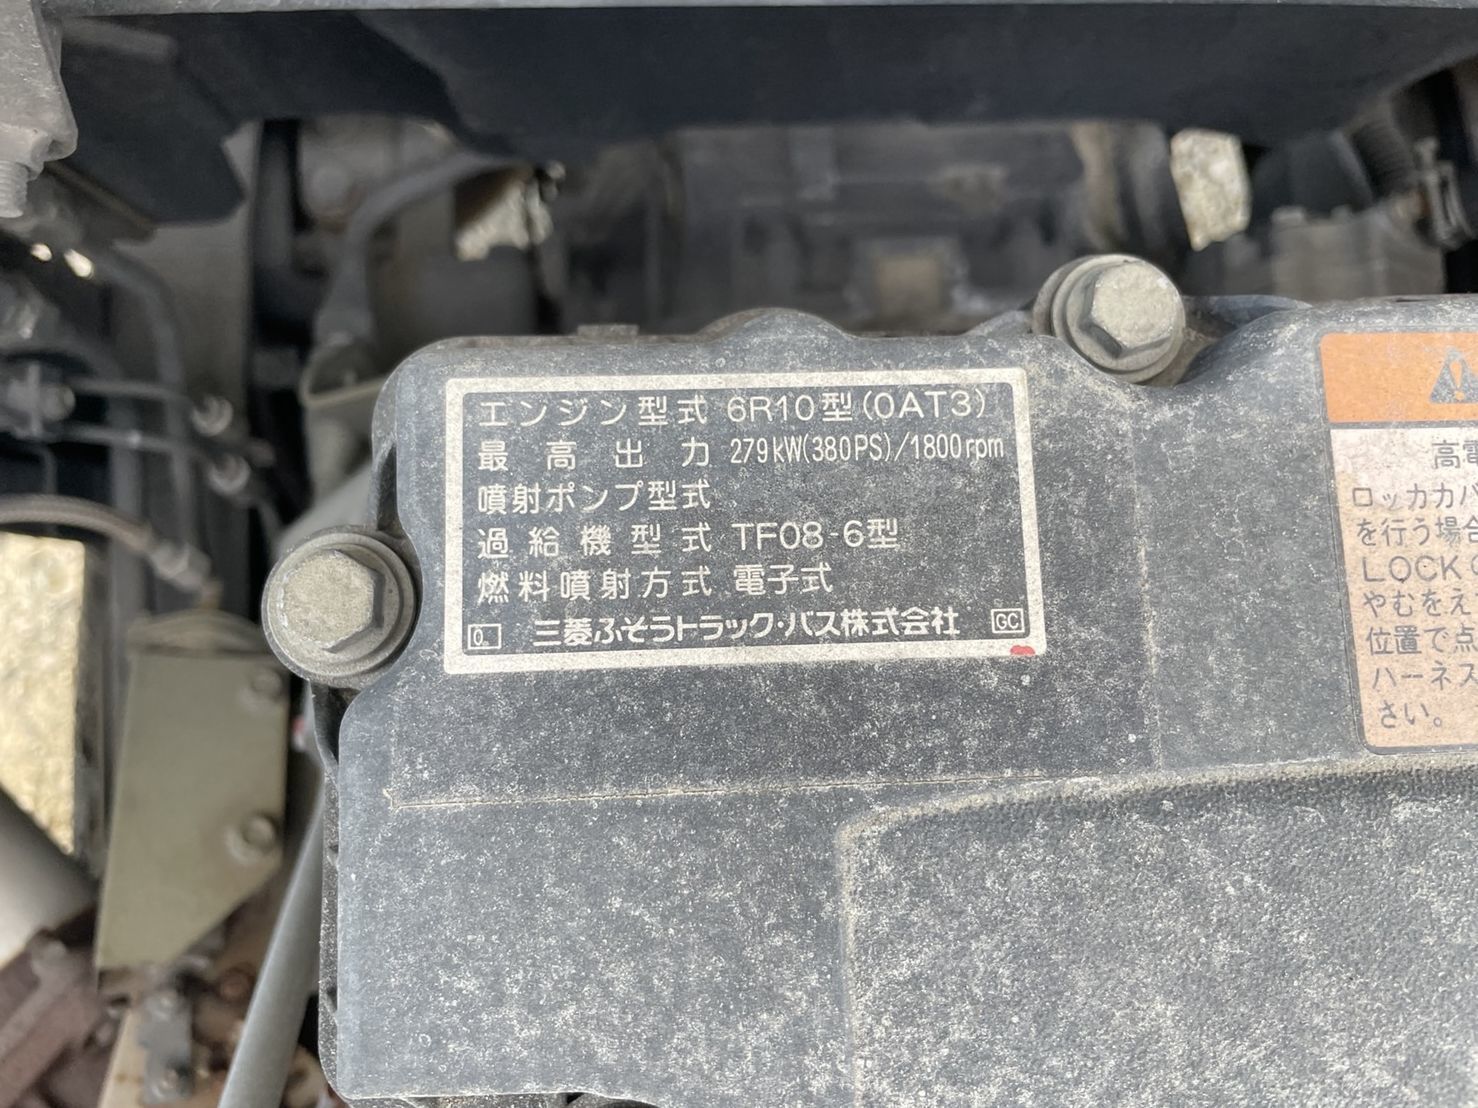 エンジン型式 6R10型(0AT3)
最高出力 279kW(380PS)/1800rpm
噴射ポンプ型式
過給機型式 TF08-6型
燃料噴射方式 電子式
0 三菱ふそうトラック・バス株式会社 GC
高電
ロッカカバ
を行う場合
LOCK
やむをえ
位置で点
ハーネス
さい。